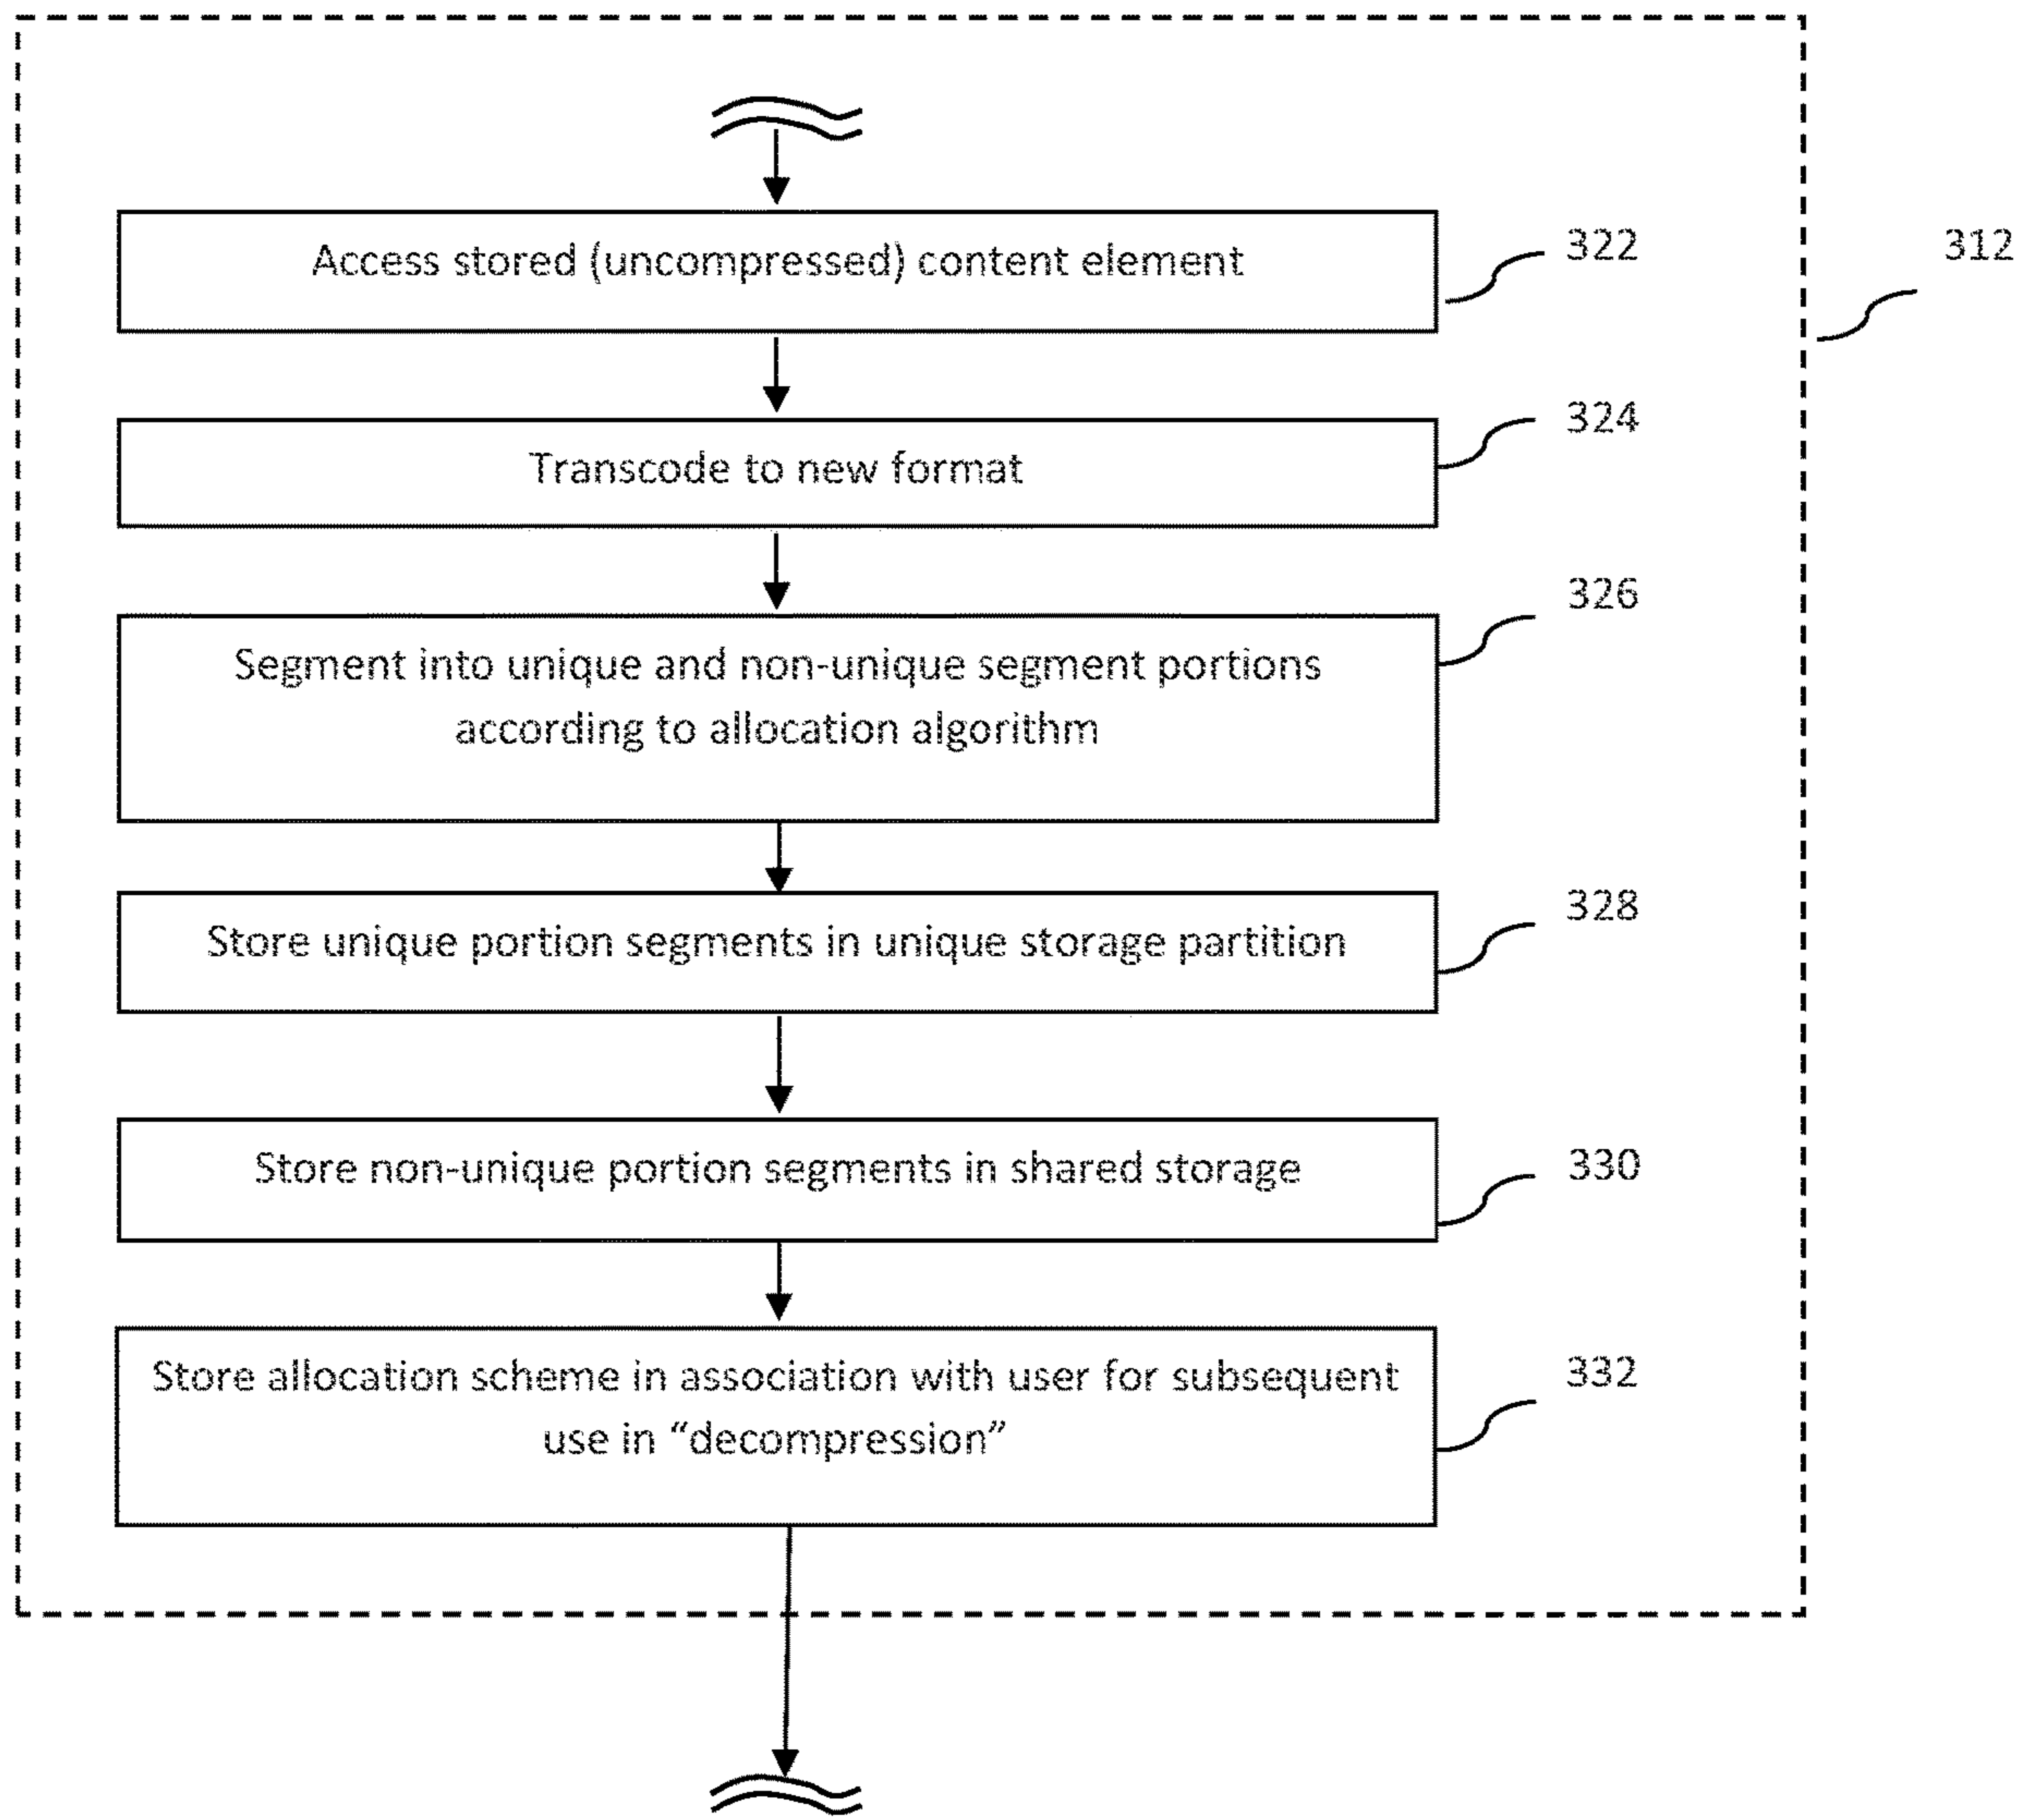 Access stored (uncompressed) content element
322
312
Transcode to new format
324
Segment into unique and non-unique segment portions
according to allocation algorithm
326
Store unique portion segments in unique storage partition
328
Store non-unique portion segments in shared storage
330
Store allocation scheme in association with user for subsequent
use in “decompression”
332